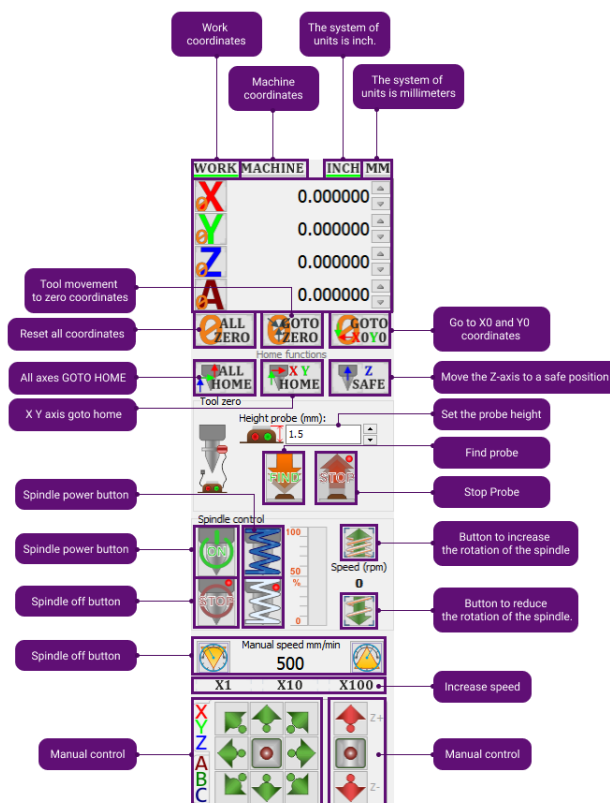 Work
coordinates
The system of
units is inch.
Machine
coordinates
The system of
units is millimeters
WORK MACHINE INCH MM
X 0.000000
Y 0.000000
Z 0.000000
A 0.000000
Tool movement
to zero coordinates
Reset all coordinates
ALL
ZERO
GOTO
ZERO
GOTO
X0Y0
Go to X0 and Y0
coordinates
Home functions
All axes GOTO HOME
ALL
HOME
X Y
HOME
Z
SAFE
Move the Z-axis to a safe position
X Y axis goto home
Tool zero
Height probe (mm):
1.5
Set the probe height
Find probe
FIND
STOP
Stop Probe
Spindle power button
Spindle control
Spindle power button
ON
100
50
%
0
Speed (rpm)
0
Button to increase
the rotation of the spindle
Spindle off button
STOP
Button to reduce
the rotation of the spindle.
Spindle off button
Manual speed mm/min
500
X1 X10 X100
Increase speed
X
Y
Z
A
B
C
Z+
Z-
Manual control
Manual control